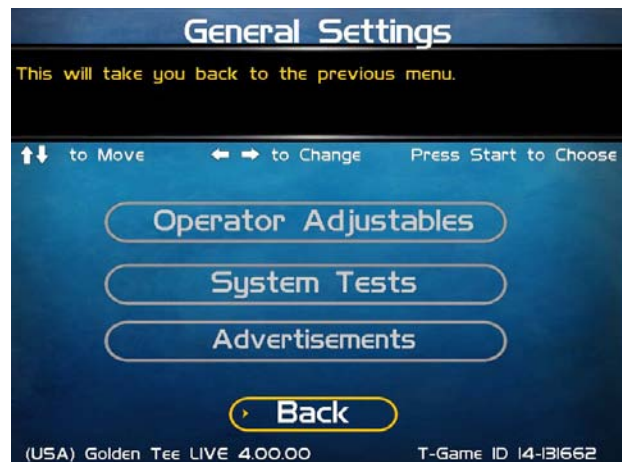 General Settings
This will take you back to the previous menu.
to Move to Change Press Start to Choose
Operator Adjustables
System Tests
Advertisements
Back
(USA) Golden Tee LIVE 4.00.00 T-Game ID 14-131662